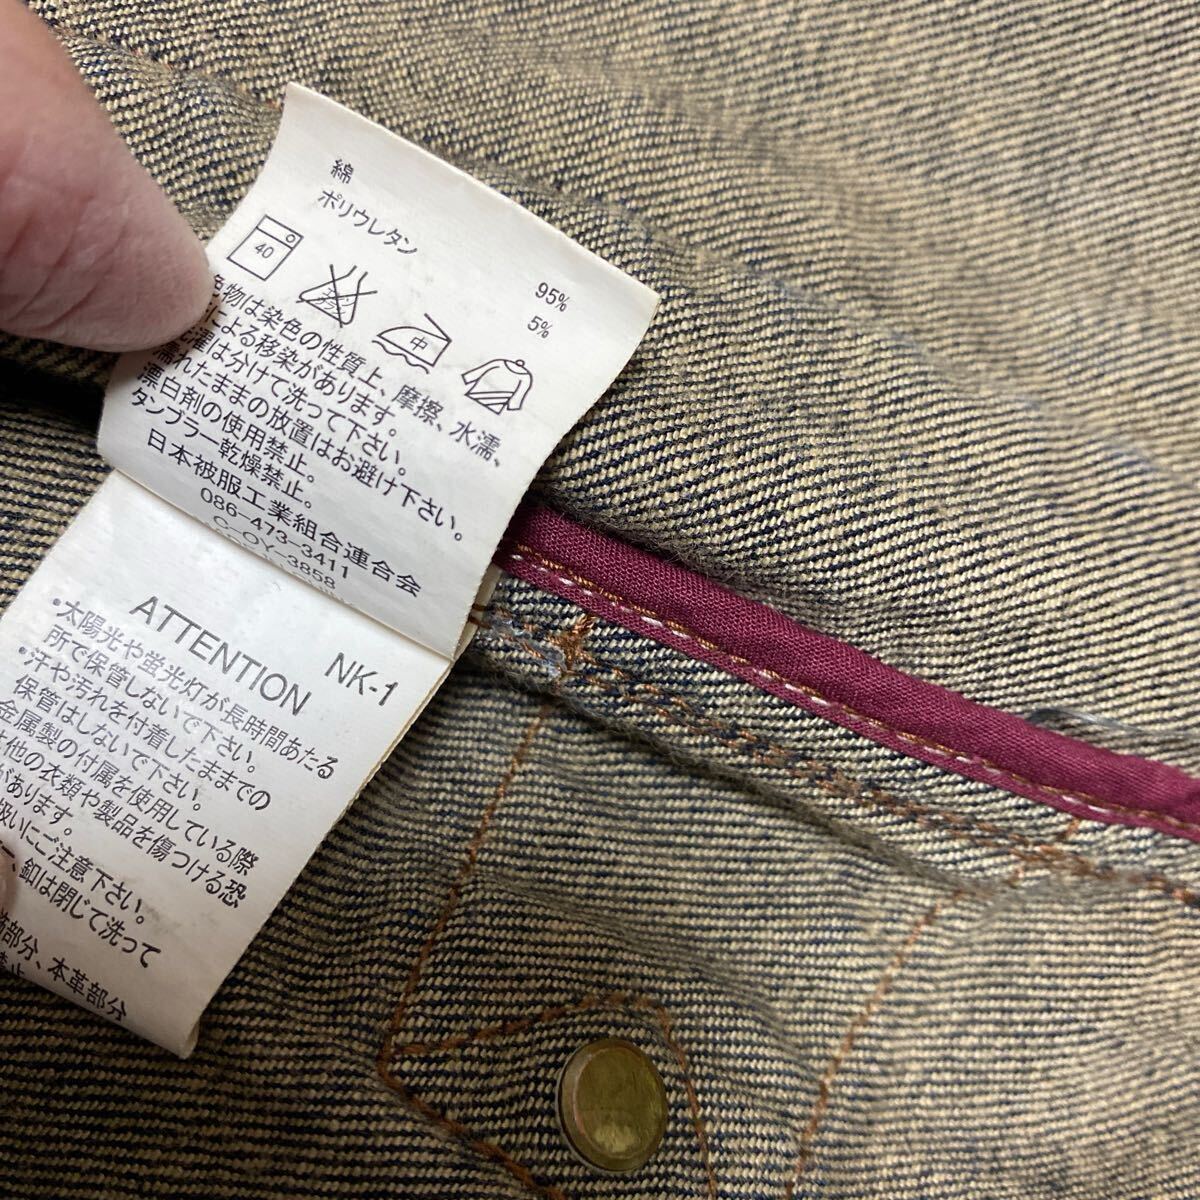 綿 95%
ポリウレタン 5%
40
中
色物は染色の性質上、摩擦、水濡
による移染があります。
洗濯は分けて洗って下さい。
濡れたままの放置はお避け下さい。
漂白剤の使用禁止。
タンブラー乾燥禁止。
日本被服工業組合連合会
086-473-3411
3858
NK-1
ATTENTION
・太陽光や蛍光灯が長時間あたる
所で保管しないで下さい。
・汗や汚れを付着したままでの
保管はしないで下さい。
金属製の付属を使用している際
他の衣類や製品を傷つける恐
があります。
扱いにご注意下さい。
、釦は閉じて洗って
部分、本革部分